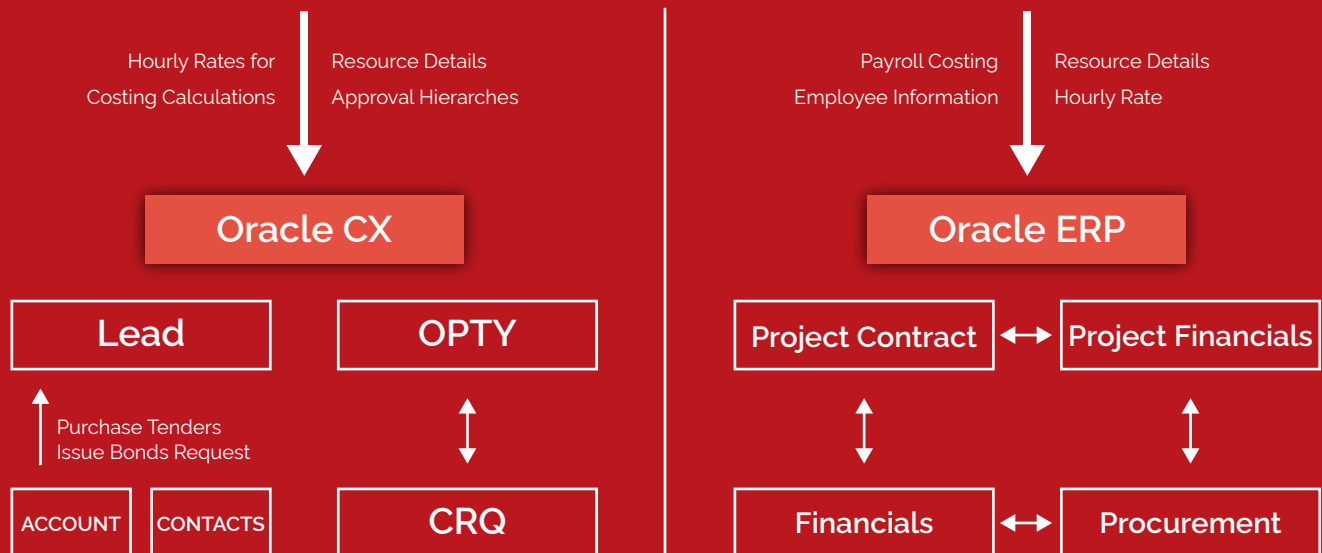 Hourly Rates for
Costing Calculations
Resource Details
Approval Hierarches
Payroll Costing
Employee Information
Resource Details
Hourly Rate
Oracle CX
Oracle ERP
Lead
OPTY
Project Contract
Project Financials
Purchase Tenders
Issue Bonds Request
ACCOUNT
CONTACTS
CRQ
Financials
Procurement